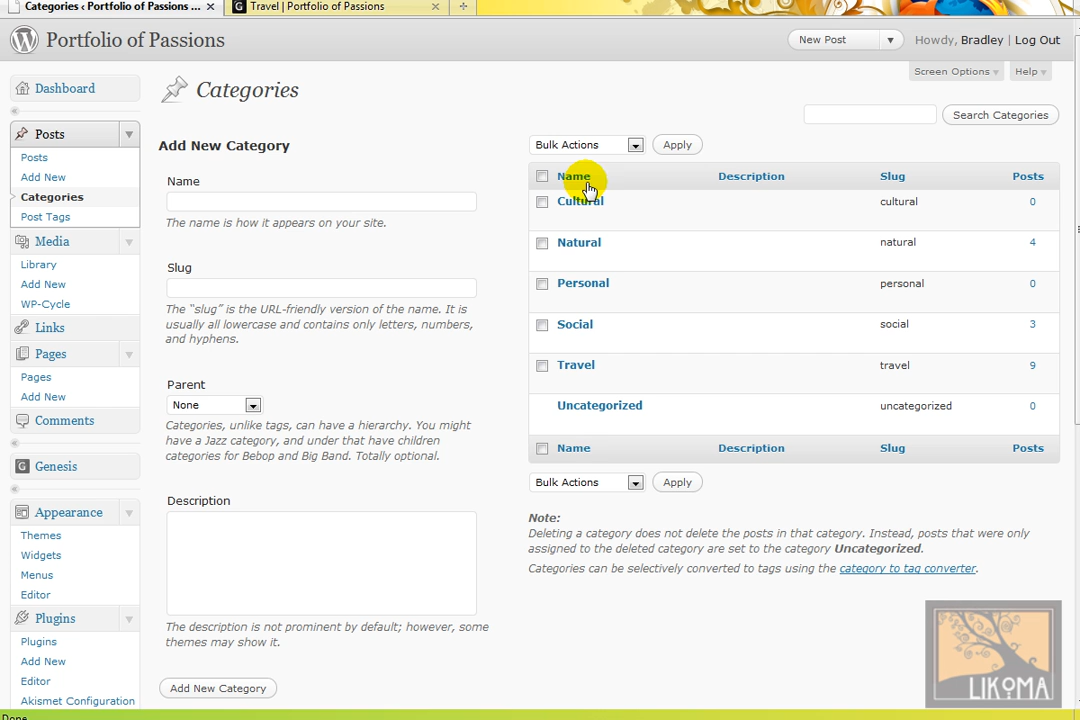 Categories ‹ Portfolio of Passions ...
G Travel | Portfolio of Passions
Portfolio of Passions
New Post
Howdy, Bradley | Log Out
Screen Options
Help
Dashboard
Posts
Posts
Add New
Categories
Post Tags
Media
Library
Add New
WP-Cycle
Links
Pages
Pages
Add New
Comments
G Genesis
Appearance
Themes
Widgets
Menus
Editor
Plugins
Plugins
Add New
Editor
Akismet Configuration
Categories
Search Categories
Add New Category
Name
The name is how it appears on your site.
Slug
The “slug” is the URL-friendly version of the name. It is
usually all lowercase and contains only letters, numbers,
and hyphens.
Parent
None
Categories, unlike tags, can have a hierarchy. You might
have a Jazz category, and under that have children
categories for Bebop and Big Band. Totally optional.
Description
The description is not prominent by default; however, some
themes may show it.
Add New Category
Bulk Actions Apply
Name Description Slug Posts
Cultural cultural 0
Natural natural 4
Personal personal 0
Social social 3
Travel travel 9
Uncategorized uncategorized 0
Name Description Slug Posts
Bulk Actions Apply
Note:
Deleting a category does not delete the posts in that category. Instead, posts that were only
assigned to the deleted category are set to the category Uncategorized.
Categories can be selectively converted to tags using the category to tag converter.
LIKOMA
Done